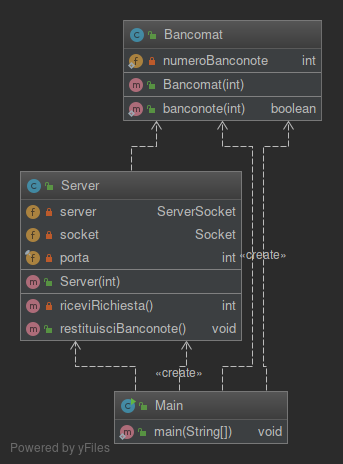 Bancomat
numeroBanconote int
Bancomat(int)
banconote(int) boolean
Server
server ServerSocket
socket Socket
porta int
Server(int)
riceviRichiesta() int
restituisciBanconote() void
«create»
«create»
Main
main(String[]) void
Powered by yFiles